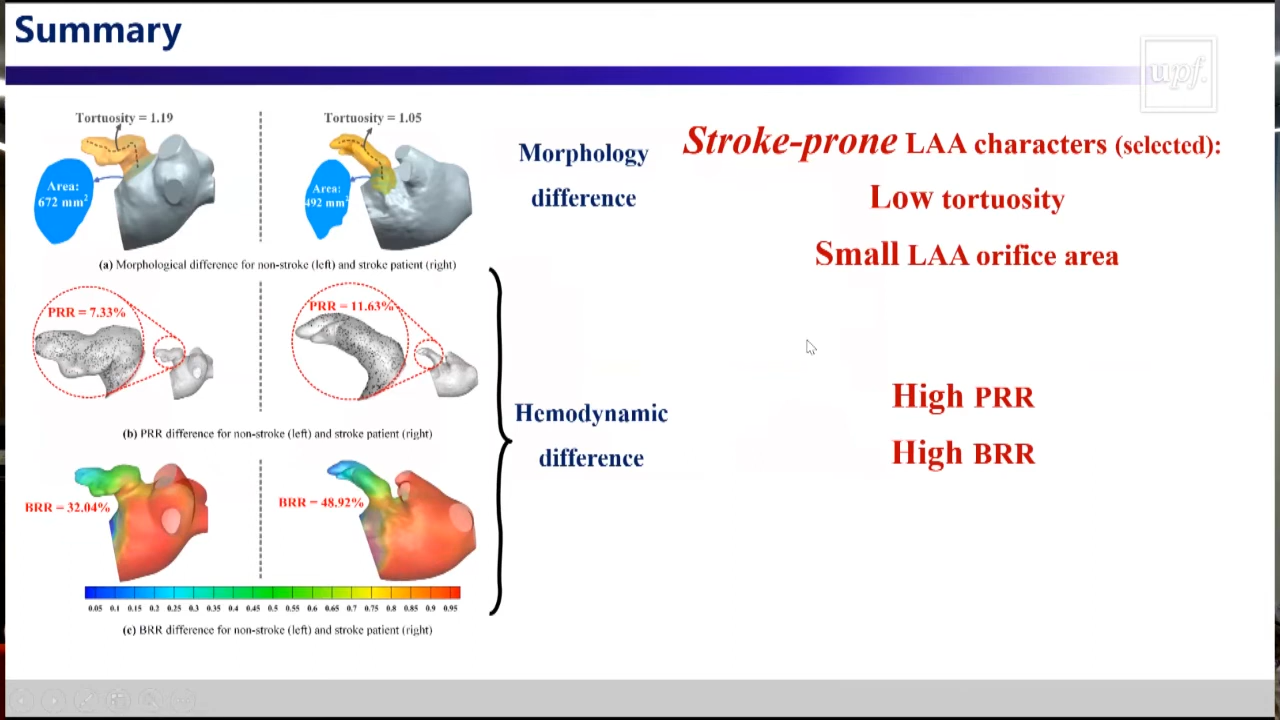 Summary
upf.
Tortuosity = 1.19
Tortuosity = 1.05
Area:
672 mm²
Area:
492 mm²
(a) Morphological difference for non-stroke (left) and stroke patient (right)
Morphology
difference
Stroke-prone LAA characters (selected):
Low tortuosity
Small LAA orifice area
PRR = 7.33%
PRR = 11.63%
(b) PRR difference for non-stroke (left) and stroke patient (right)
Hemodynamic
difference
High PRR
High BRR
BRR = 32.04%
BRR = 48.92%
0.05 0.1 0.15 0.2 0.25 0.3 0.35 0.4 0.45 0.5 0.55 0.6 0.65 0.7 0.75 0.8 0.85 0.9 0.95
(c) BRR difference for non-stroke (left) and stroke patient (right)